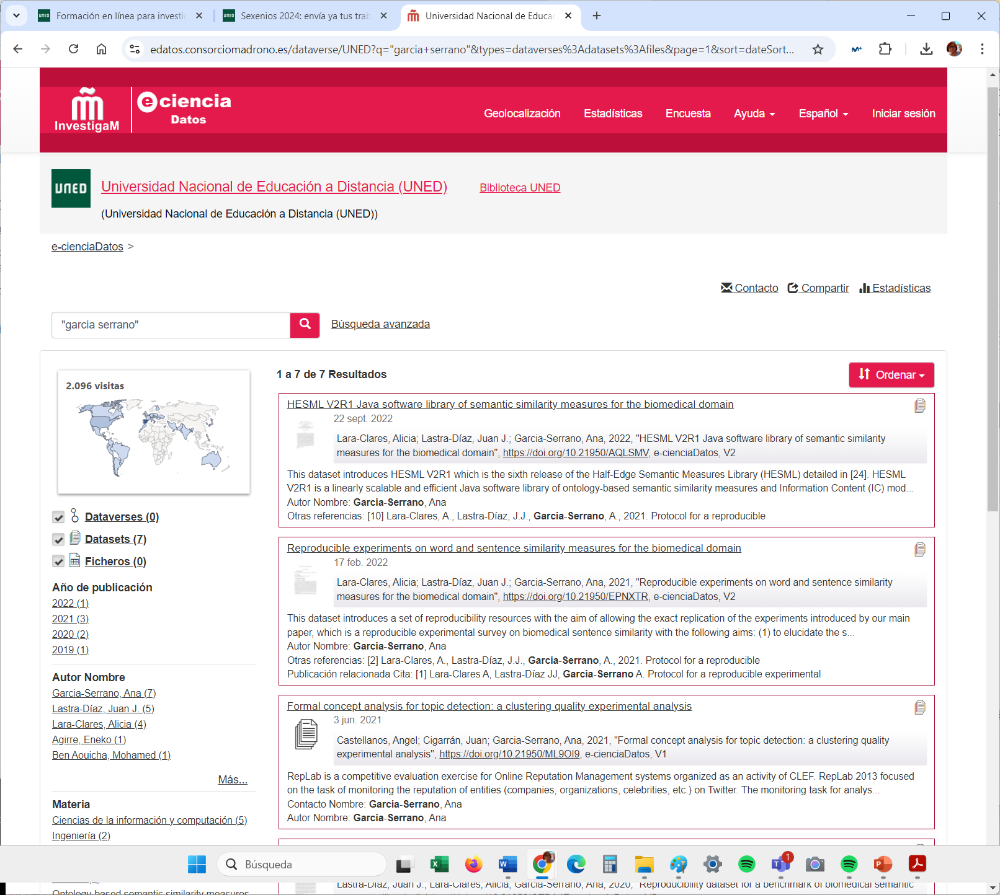 UNED Formación en línea para investig
UNED Sexenios 2024: envía ya tus trab
Universidad Nacional de Educac
edatos.consorciomadrono.es/dataverse/UNED?q="garcia+serrano"&types=dataverses%3Adatasets%3Afiles&page=1&sort=dateSort...
InvestigaM
e ciencia
Datos
Geolocalización
Estadísticas
Encuesta
Ayuda
Español
Iniciar sesión
UNED
Universidad Nacional de Educación a Distancia (UNED)
Biblioteca UNED
(Universidad Nacional de Educación a Distancia (UNED))
e-cienciaDatos >
Contacto
Compartir
Estadísticas
"garcia serrano"
Búsqueda avanzada
2.096 visitas
Dataverses (0)
Datasets (7)
Ficheros (0)
Año de publicación
2022 (1)
2021 (3)
2020 (2)
2019 (1)
Autor Nombre
Garcia-Serrano, Ana (7)
Lastra-Díaz, Juan J. (5)
Lara-Clares, Alicia (4)
Agirre, Eneko (1)
Ben Aouicha, Mohamed (1)
Más...
Materia
Ciencias de la información y computación (5)
Ingeniería (2)
1 a 7 de 7 Resultados
Ordenar
HESML V2R1 Java software library of semantic similarity measures for the biomedical domain
22 sept. 2022
Lara-Clares, Alicia; Lastra-Díaz, Juan J.; Garcia-Serrano, Ana, 2022, "HESML V2R1 Java software library of semantic similarity
measures for the biomedical domain", https://doi.org/10.21950/AQLSMV, e-cienciaDatos, V2
This dataset introduces HESML V2R1 which is the sixth release of the Half-Edge Semantic Measures Library (HESML) detailed in [24]. HESML
V2R1 is a linearly scalable and efficient Java software library of ontology-based semantic similarity measures and Information Content (IC) mod...
Autor Nombre: Garcia-Serrano, Ana
Otras referencias: [10] Lara-Clares, A., Lastra-Díaz, J.J., Garcia-Serrano, A., 2021. Protocol for a reproducible
Reproducible experiments on word and sentence similarity measures for the biomedical domain
17 feb. 2022
Lara-Clares, Alicia; Lastra-Díaz, Juan J.; Garcia-Serrano, Ana, 2021, "Reproducible experiments on word and sentence similarity
measures for the biomedical domain", https://doi.org/10.21950/EPNXTR, e-cienciaDatos, V2
This dataset introduces a set of reproducibility resources with the aim of allowing the exact replication of the experiments introduced by our main
paper, which is a reproducible experimental survey on biomedical sentence similarity with the following aims: (1) to elucidate the s...
Autor Nombre: Garcia-Serrano, Ana
Otras referencias: [2] Lara-Clares, A., Lastra-Díaz, J.J., Garcia-Serrano, A., 2021. Protocol for a reproducible
Publicación relacionada Cita: [1] Lara-Clares A, Lastra-Díaz JJ, Garcia-Serrano A. Protocol for a reproducible experimental
Formal concept analysis for topic detection: a clustering quality experimental analysis
3 jun. 2021
Castellanos, Angel; Cigarrán, Juan; Garcia-Serrano, Ana, 2021, "Formal concept analysis for topic detection: a clustering quality
experimental analysis", https://doi.org/10.21950/ML9OI9, e-cienciaDatos, V1
RepLab is a competitive evaluation exercise for Online Reputation Management systems organized as an activity of CLEF. RepLab 2013 focused
on the task of monitoring the reputation of entities (companies, organizations, celebrities, etc.) on Twitter. The monitoring task for analys...
Contacto Nombre: Garcia-Serrano, Ana
Autor Nombre: Garcia-Serrano, Ana
Búsqueda
1
Lastra-Díaz, Juan J., Lara-Clares, Alicia, Garcia-Serrano, Ana, 2020, "Reproducibility dataset for a benchmark of biomedical semantic
Ontology-based semantic similarity measures